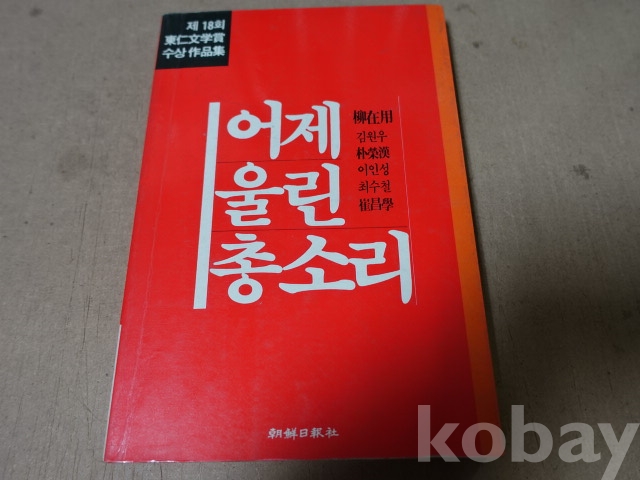 제 18회
東仁文学賞
수상 作品集
어제
울린
총소리
柳在用
김원우
朴榮漢
이인성
최수철
崔昌學
朝鮮日報社
kobay